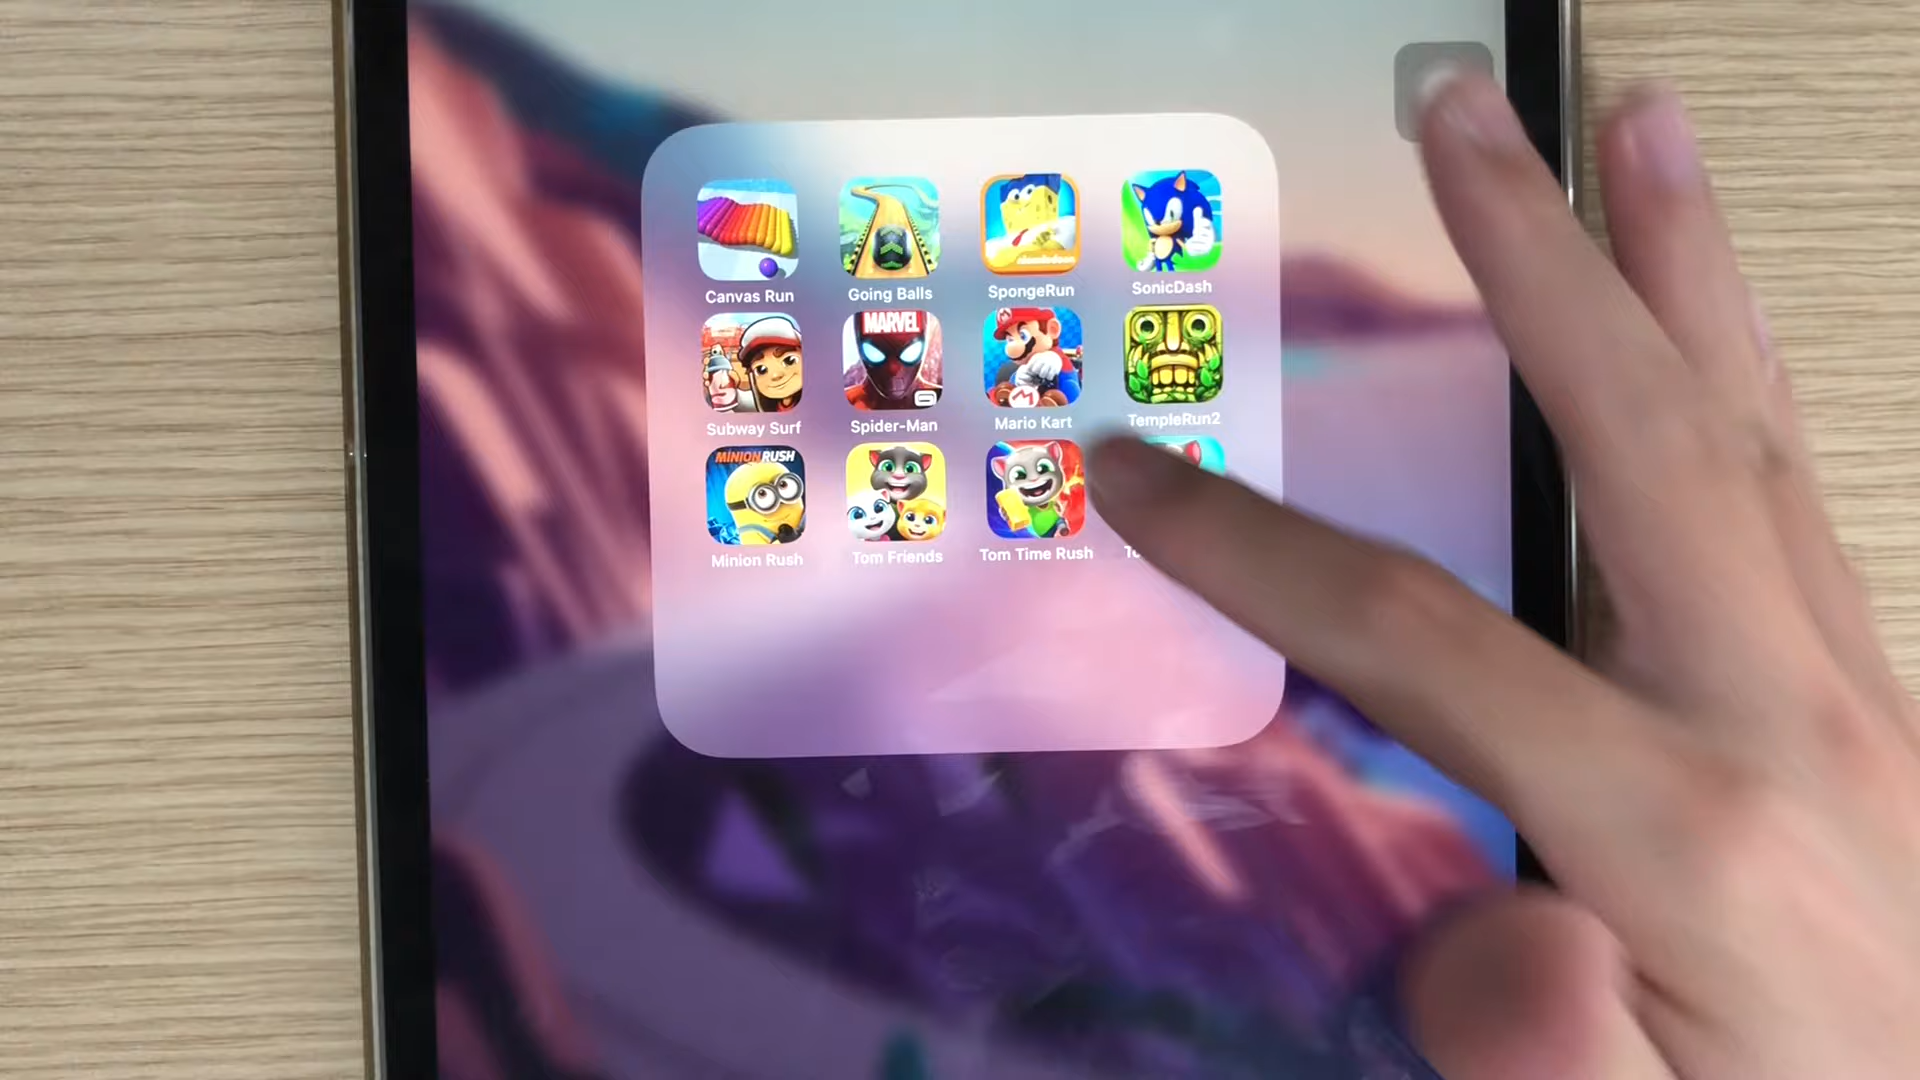 Canvas Run
Going Balls
nickelodeon
SpongeRun
SonicDash
Subway Surf
MARVEL
Spider-Man
M
Mario Kart
TempleRun2
MINION RUSH
Minion Rush
Tom Friends
Tom Time Rush